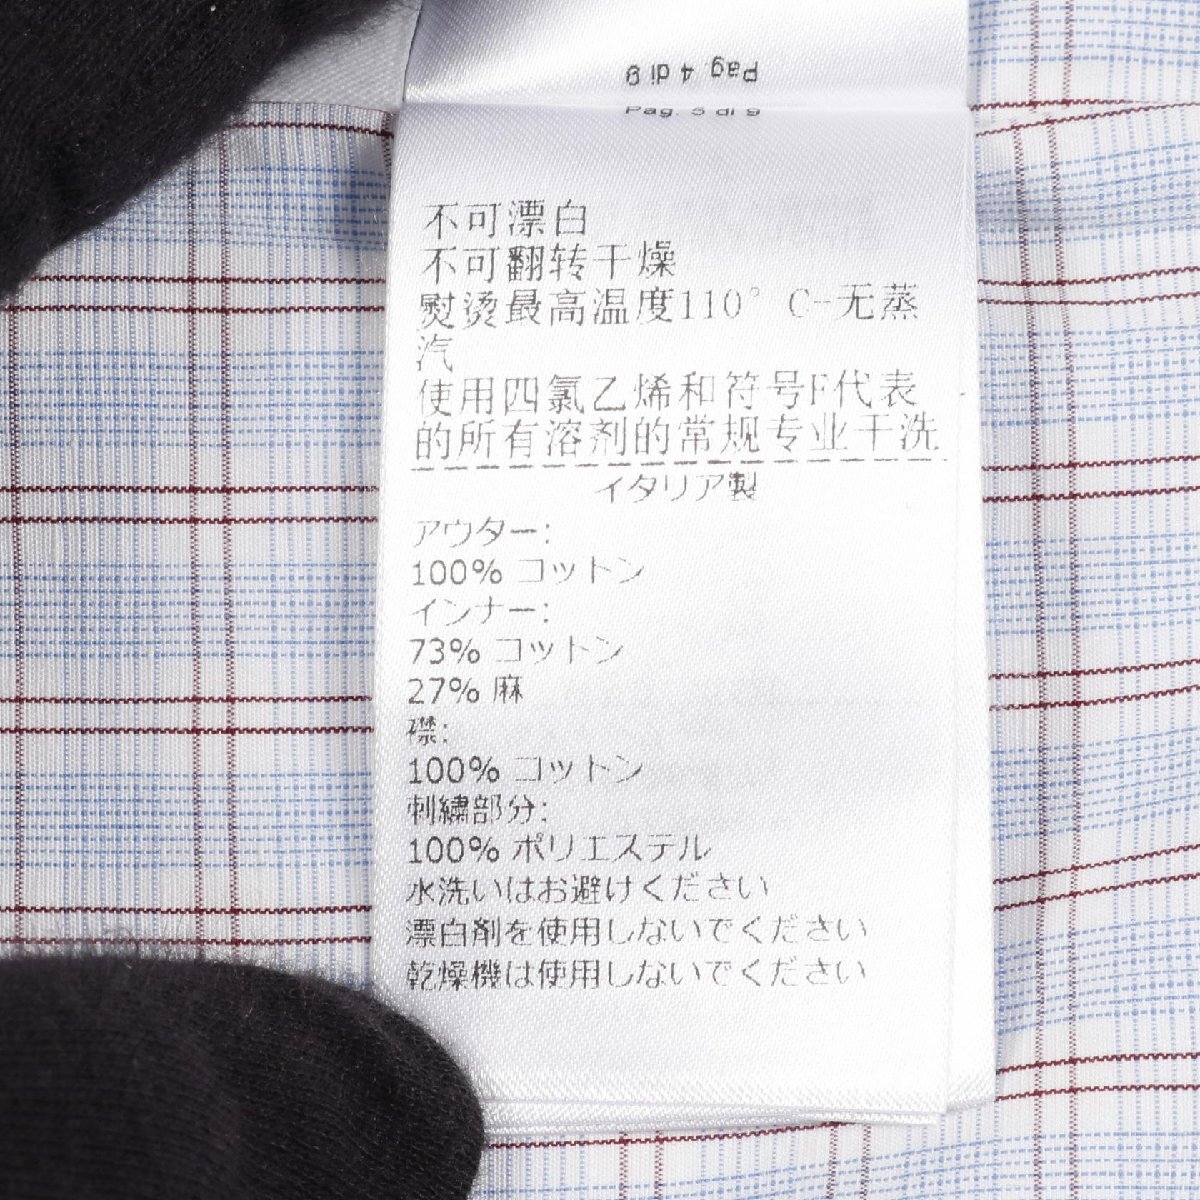 Pag. 4 di 9
Pag. 5 di 9
不可漂白
不可翻转干燥
熨烫最高温度110° C-无蒸
汽
使用四氯乙烯和符号F代表
的所有溶剂的常规专业干洗
イタリア製
アウター:
100% コットン
インナー:
73% コットン
27% 麻
襟:
100% コットン
刺繍部分:
100% ポリエステル
水洗いはお避けください
漂白剤を使用しないでください
乾燥機は使用しないでください